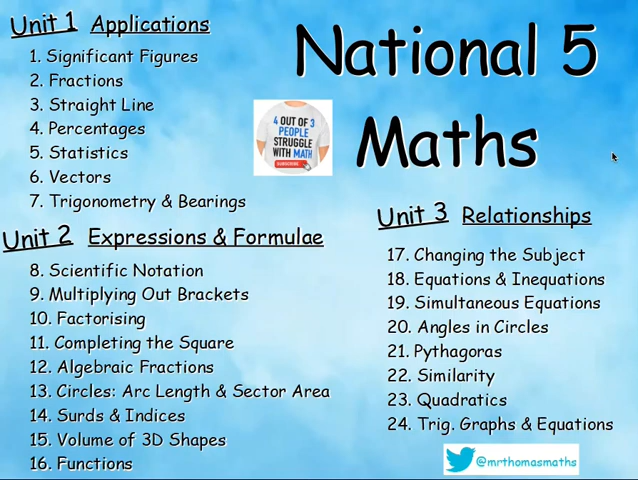 Unit 1 Applications
1. Significant Figures
2. Fractions
3. Straight Line
4. Percentages
5. Statistics
6. Vectors
7. Trigonometry & Bearings
Unit 2 Expressions & Formulae
8. Scientific Notation
9. Multiplying Out Brackets
10. Factorising
11. Completing the Square
12. Algebraic Fractions
13. Circles: Arc Length & Sector Area
14. Surds & Indices
15. Volume of 3D Shapes
16. Functions
National 5
Maths
4 OUT OF 3
PEOPLE
STRUGGLE
WITH MATH
Unit 3 Relationships
17. Changing the Subject
18. Equations & Inequations
19. Simultaneous Equations
20. Angles in Circles
21. Pythagoras
22. Similarity
23. Quadratics
24. Trig. Graphs & Equations
@mrthomasmaths